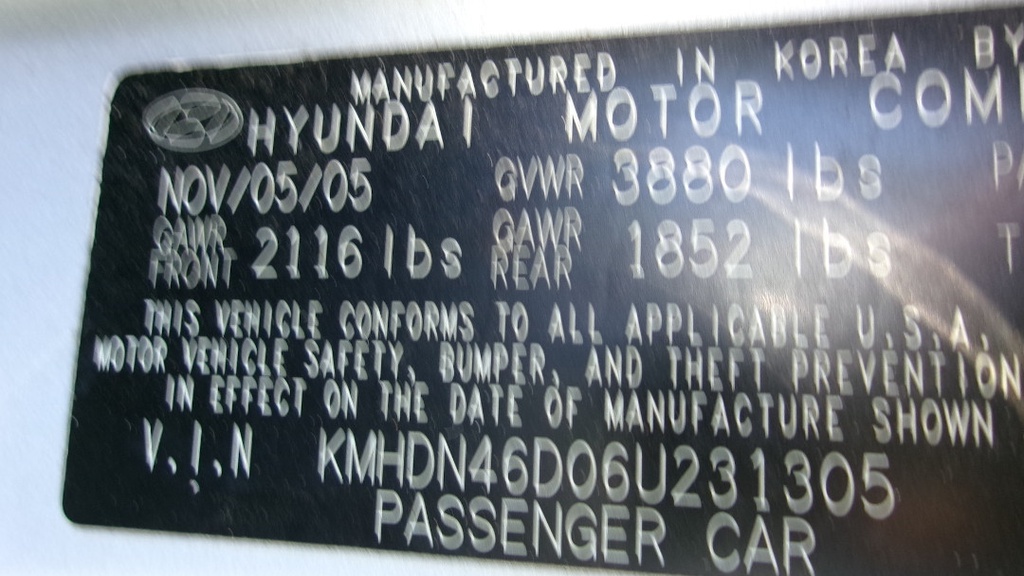 MANUFACTURED IN KOREA BY
HYUNDAI MOTOR COM
NOV/05/05 GVWR 3880 lbs PA
GAWR FRONT 2116 lbs GAWR REAR 1852 lbs T
THIS VEHICLE CONFORMS TO ALL APPLICABLE U.S.A.
MOTOR VEHICLE SAFETY, BUMPER, AND THEFT PREVENTION
IN EFFECT ON THE DATE OF MANUFACTURE SHOWN
V.I.N KMHDN46D06U231305
PASSENGER CAR